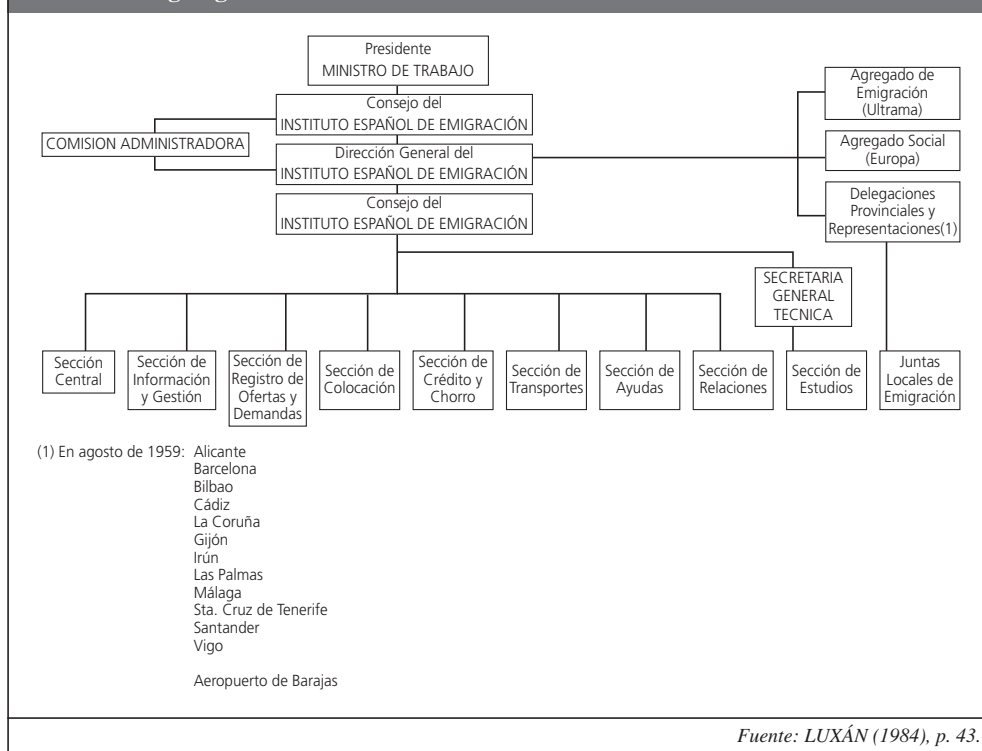 Presidente
MINISTRO DE TRABAJO
Consejo del
INSTITUTO ESPAÑOL DE EMIGRACIÓN
COMISION ADMINISTRADORA
Dirección General del
INSTITUTO ESPAÑOL DE EMIGRACIÓN
Consejo del
INSTITUTO ESPAÑOL DE EMIGRACIÓN
Agregado de
Emigración
(Ultrama)
Agregado Social
(Europa)
Delegaciones
Provinciales y
Representaciones(1)
SECRETARIA
GENERAL
TECNICA
Sección
Central
Sección de
Información
y Gestión
Sección de
Registro de
Ofertas y
Demandas
Sección de
Colocación
Sección de
Crédito y
Chorro
Sección de
Transportes
Sección de
Ayudas
Sección de
Relaciones
Sección de
Estudios
Juntas
Locales de
Emigración
(1) En agosto de 1959: Alicante
Barcelona
Bilbao
Cádiz
La Coruña
Gijón
Irún
Las Palmas
Málaga
Sta. Cruz de Tenerife
Santander
Vigo
Aeropuerto de Barajas
Fuente: LUXÁN (1984), p. 43.